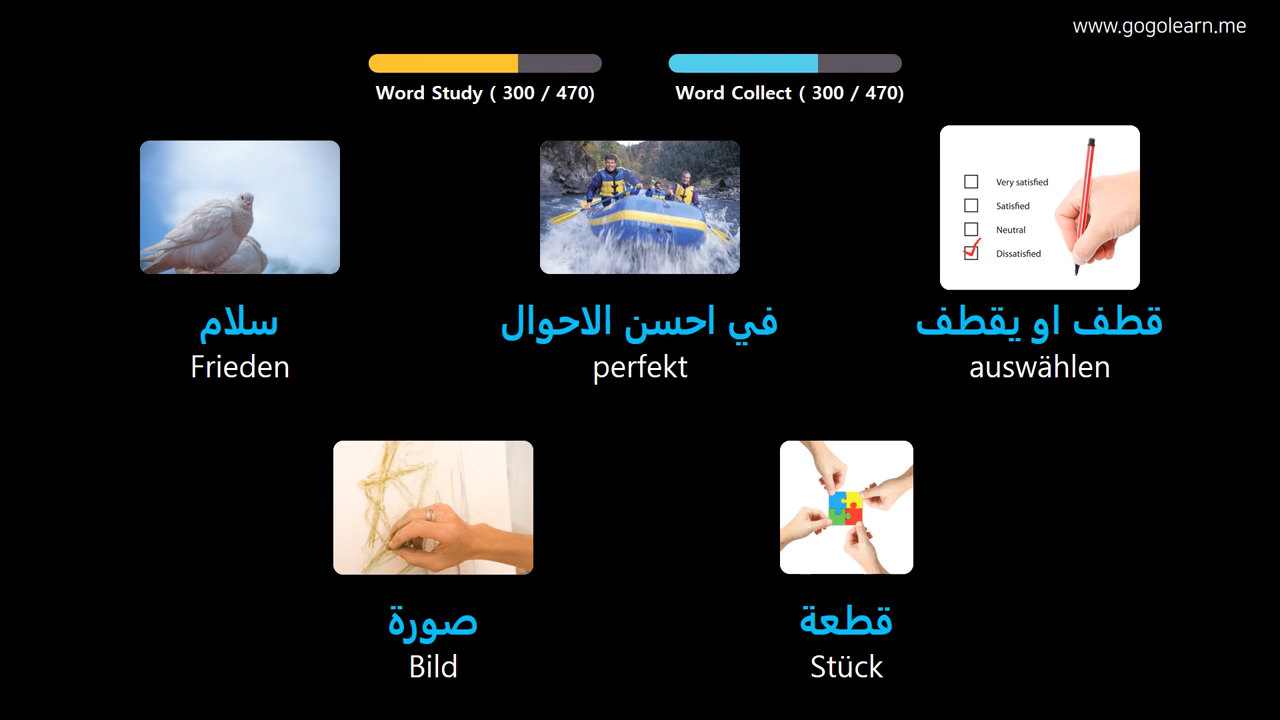 www.gogolearn.me
Word Study ( 300 / 470)
Word Collect ( 300 / 470)
Very satisfied
Satisfied
Neutral
Dissatisfied
سلام
Frieden
في احسن الاحوال
perfekt
قطف او يقطف
auswählen
صورة
Bild
قطعة
Stück